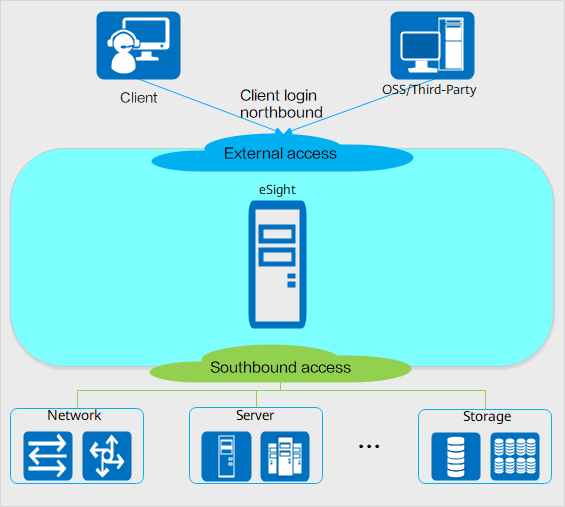 Client
OSS/Third-Party
Client login
northbound
External access
eSight
Southbound access
Network
Server
...
Storage